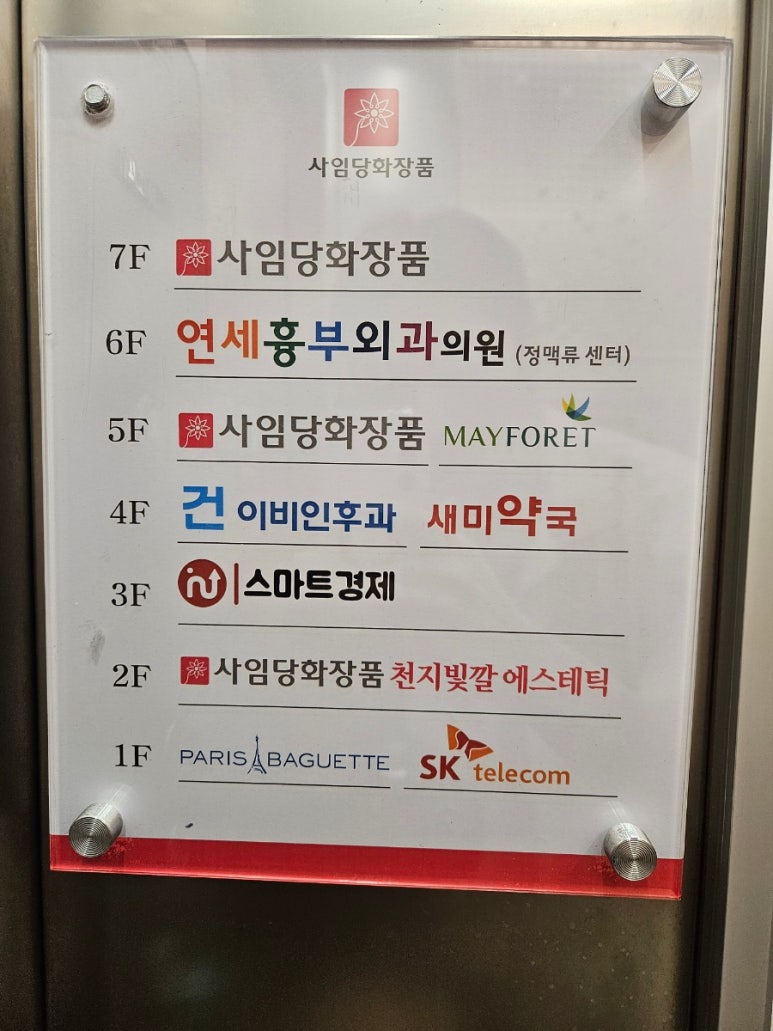 사임당화장품
7F 사임당화장품
6F 연세흉부외과의원 (정맥류 센터)
5F 사임당화장품 MAYFORET
4F 건 이비인후과 새미약국
3F 스마트경제
2F 사임당화장품 천지빛깔 에스테틱
1F PARIS BAGUETTE SK telecom